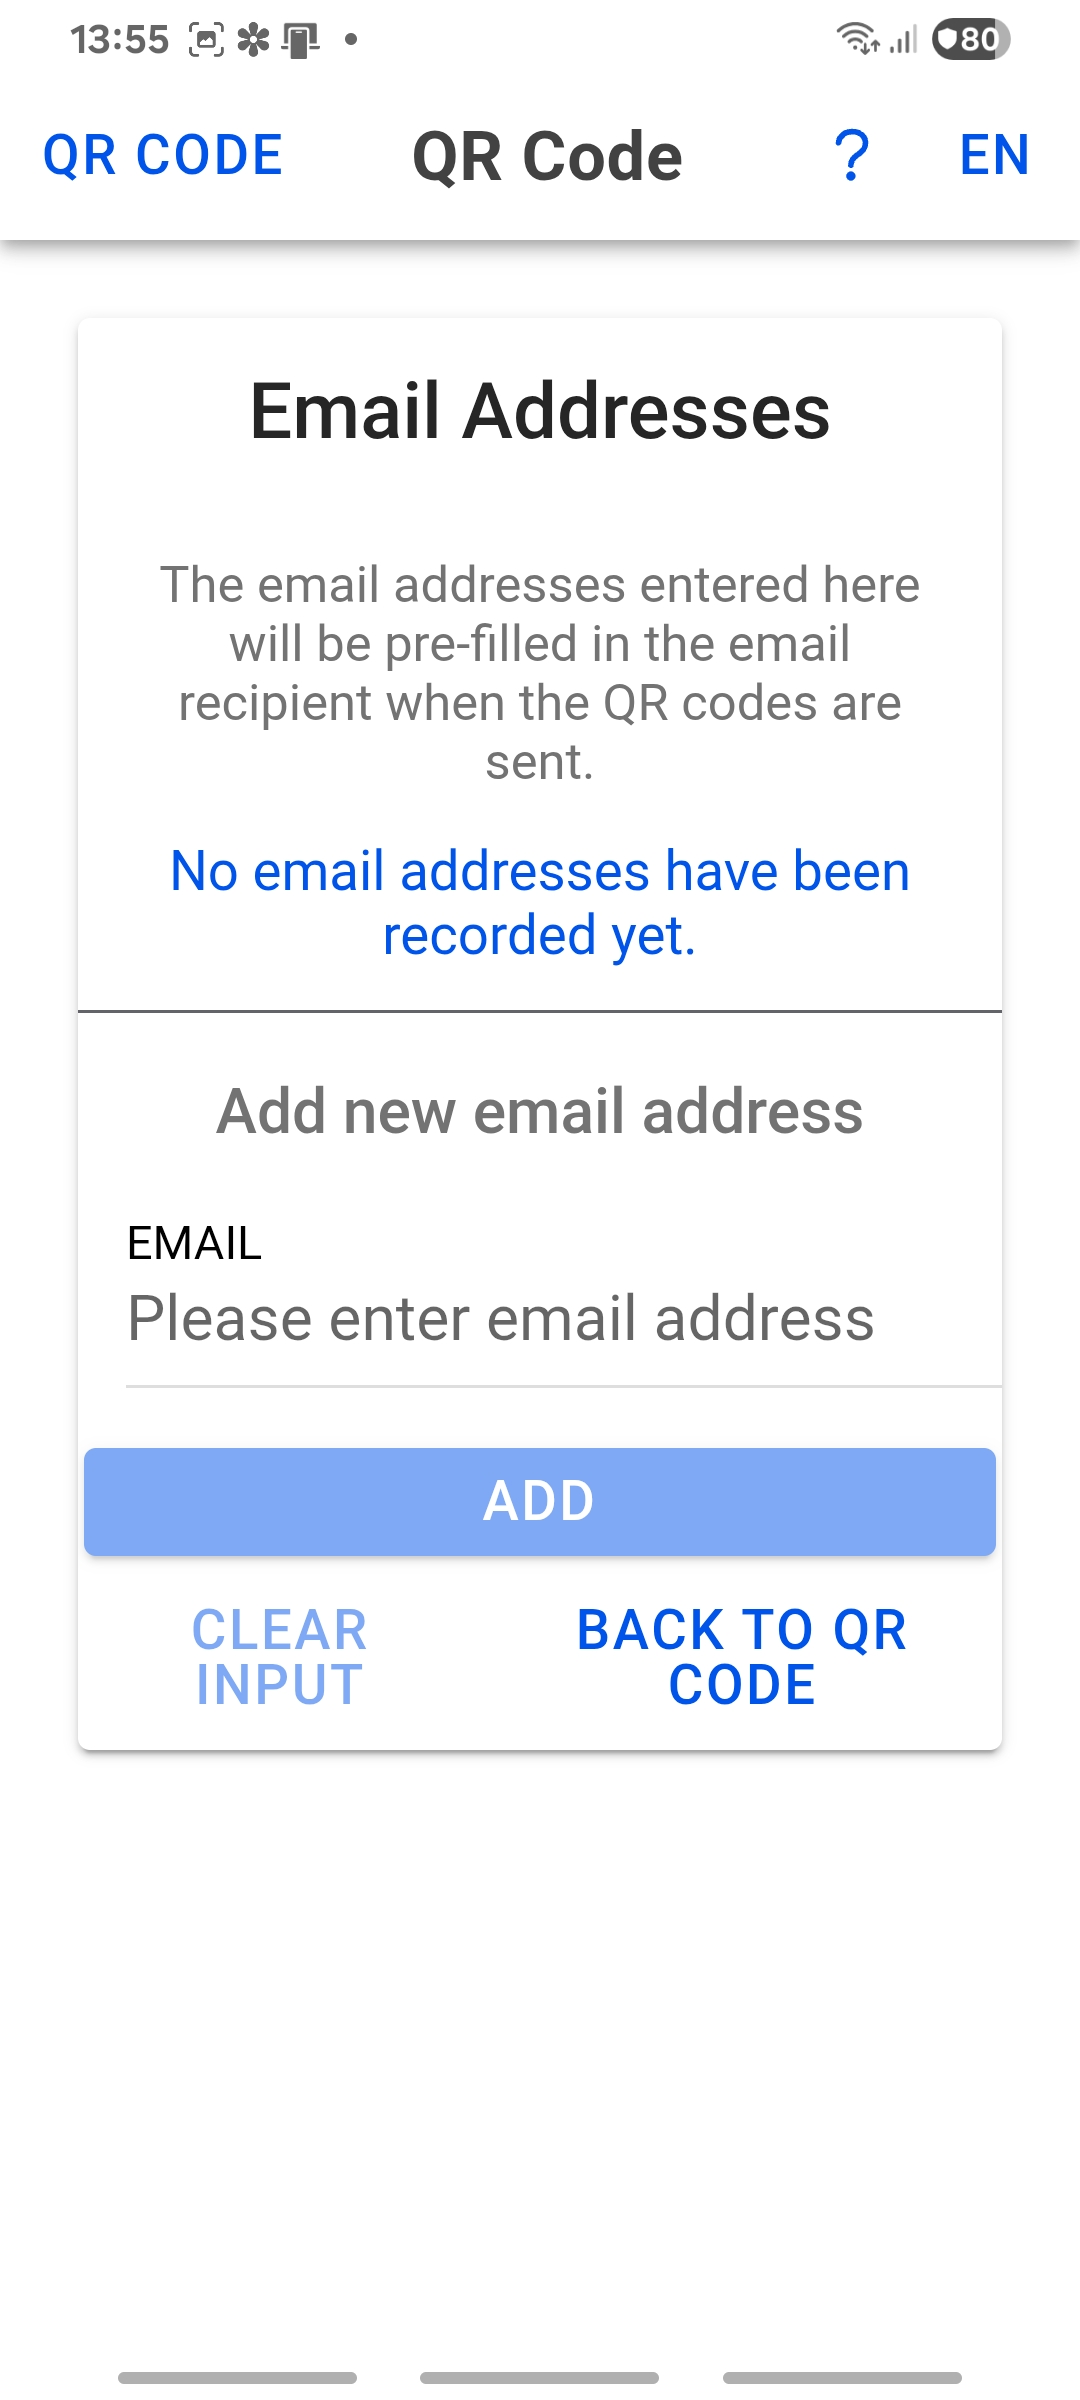 13:55
80
QR CODE
QR Code
?
EN
Email Addresses
The email addresses entered here
will be pre-filled in the email
recipient when the QR codes are
sent.
No email addresses have been
recorded yet.
Add new email address
EMAIL
Please enter email address
ADD
CLEAR
INPUT
BACK TO QR
CODE